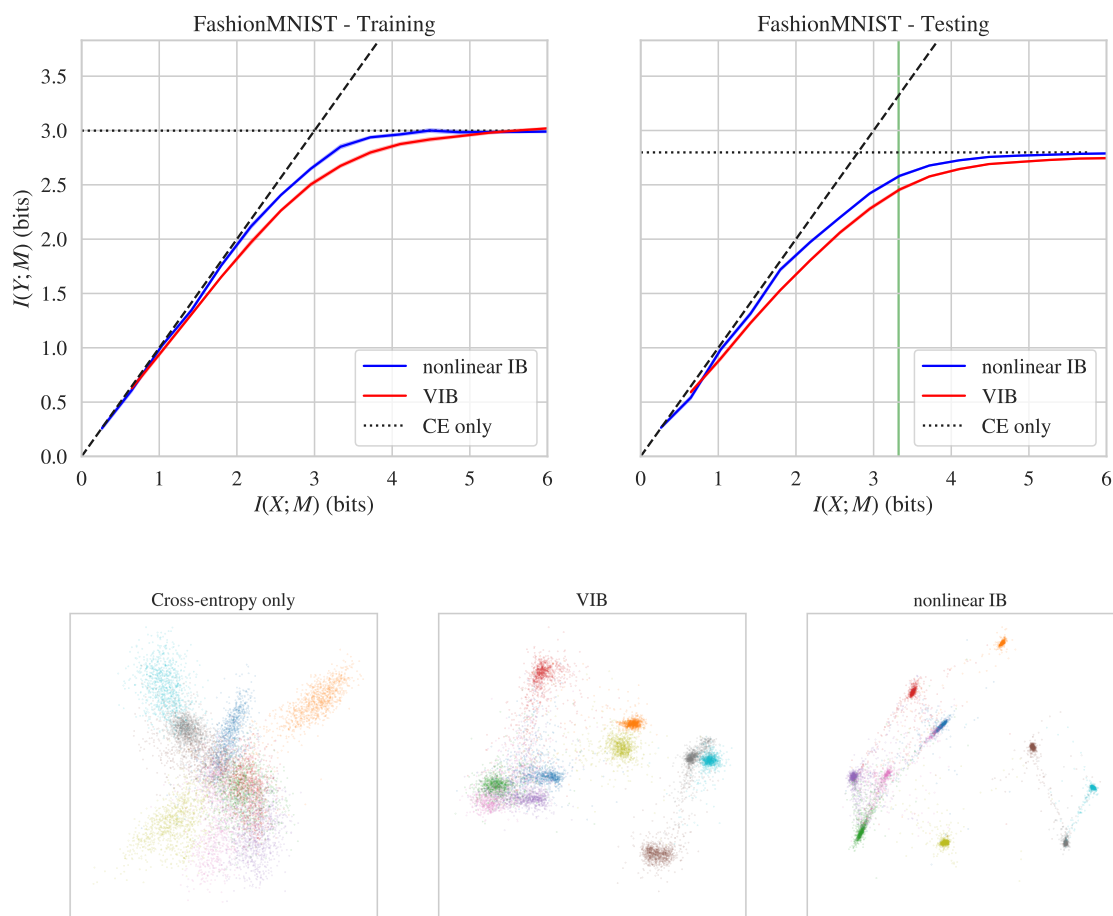 FashionMNIST - Training
3.5
3.0
2.5
2.0
1.5
1.0
0.5
0.0
I(Y; M) (bits)
nonlinear IB
VIB
CE only
0 1 2 3 4 5 6
I(X; M) (bits)
FashionMNIST - Testing
nonlinear IB
VIB
CE only
0 1 2 3 4 5 6
I(X; M) (bits)
Cross-entropy only
VIB
nonlinear IB